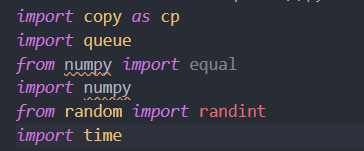 import copy as cp
import queue
from numpy import equal
import numpy
from random import randint
import time